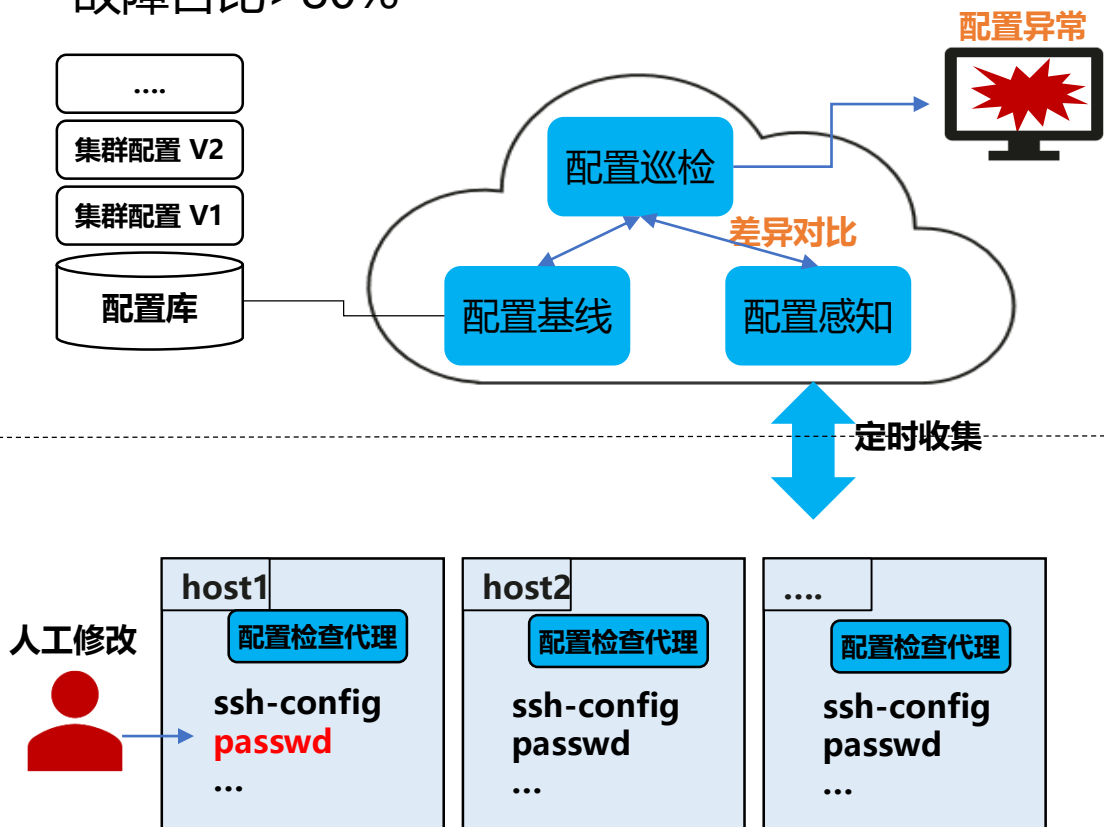 配置异常
....
集群配置 V2
集群配置 V1
配置库
配置巡检
差异对比
配置基线
配置感知
定时收集
人工修改
host1
配置检查代理
ssh-config
passwd
...
host2
配置检查代理
ssh-config
passwd
...
....
配置检查代理
ssh-config
passwd
...